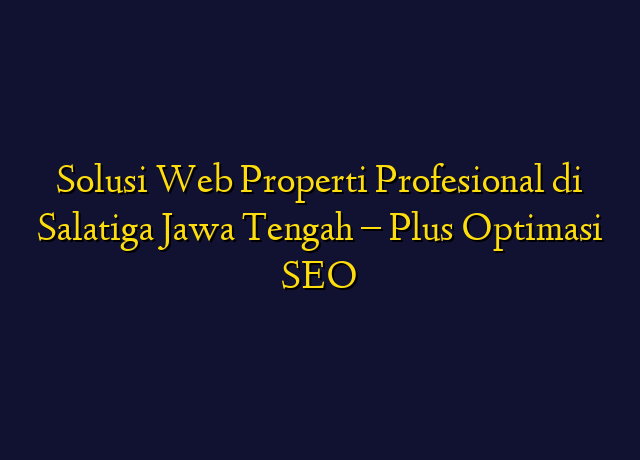 Solusi Web Properti Profesional di
Salatiga Jawa Tengah – Plus Optimasi
SEO